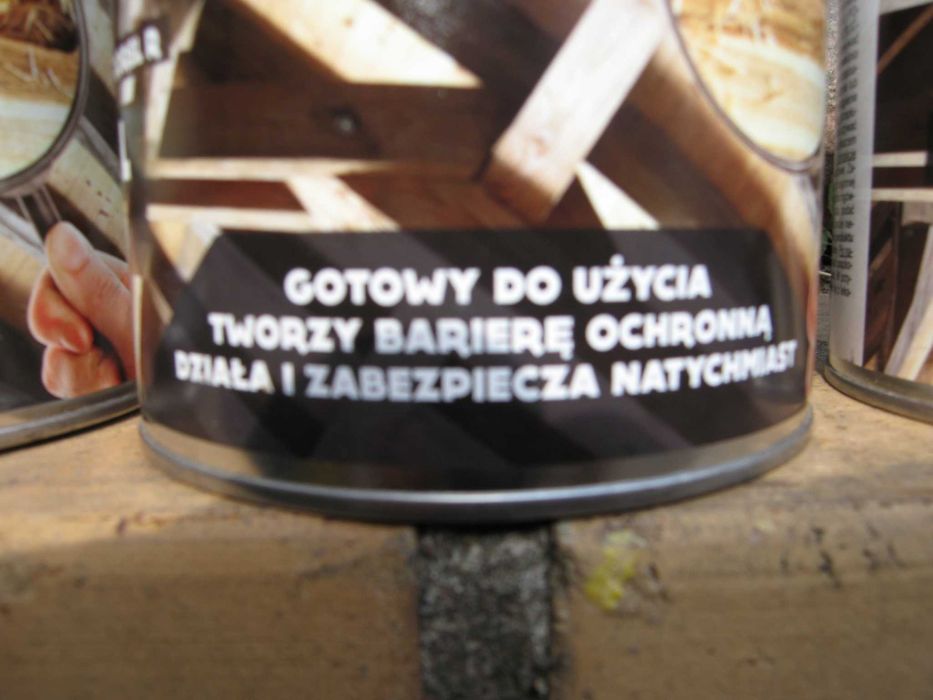 GOTOWY DO UŻYCIA
TWORZY BARIERĘ OCHRONNĄ
DZIAŁA I ZABEZPIECZA NATYCHMIAST